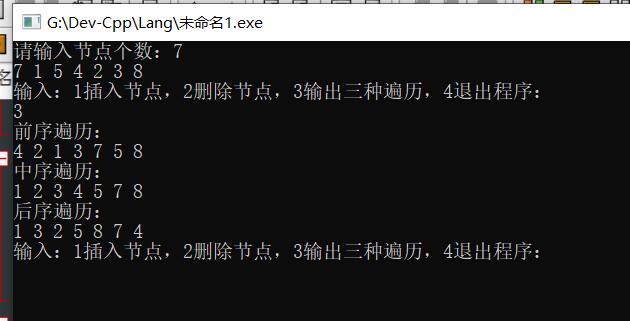 G:\Dev-Cpp\Lang\未命名1.exe
请输入节点个数：7
7 1 5 4 2 3 8
输入：1插入节点，2删除节点，3输出三种遍历，4退出程序：
3
前序遍历：
4 2 1 3 7 5 8
中序遍历：
1 2 3 4 5 7 8
后序遍历：
1 3 2 5 8 7 4
输入：1插入节点，2删除节点，3输出三种遍历，4退出程序：